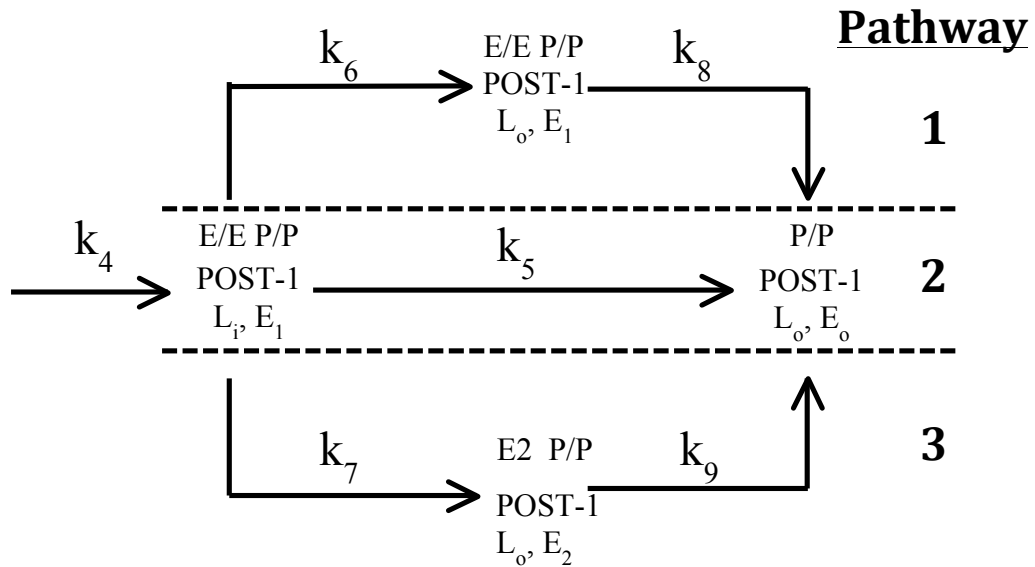 Pathway
k₆
E/E P/P
POST-1
Lₒ, E₁
k₈
1
k₄
E/E P/P
POST-1
Lᵢ, E₁
k₅
P/P
POST-1
Lₒ, Eₒ
2
k₇
E2 P/P
POST-1
Lₒ, E₂
k₉
3